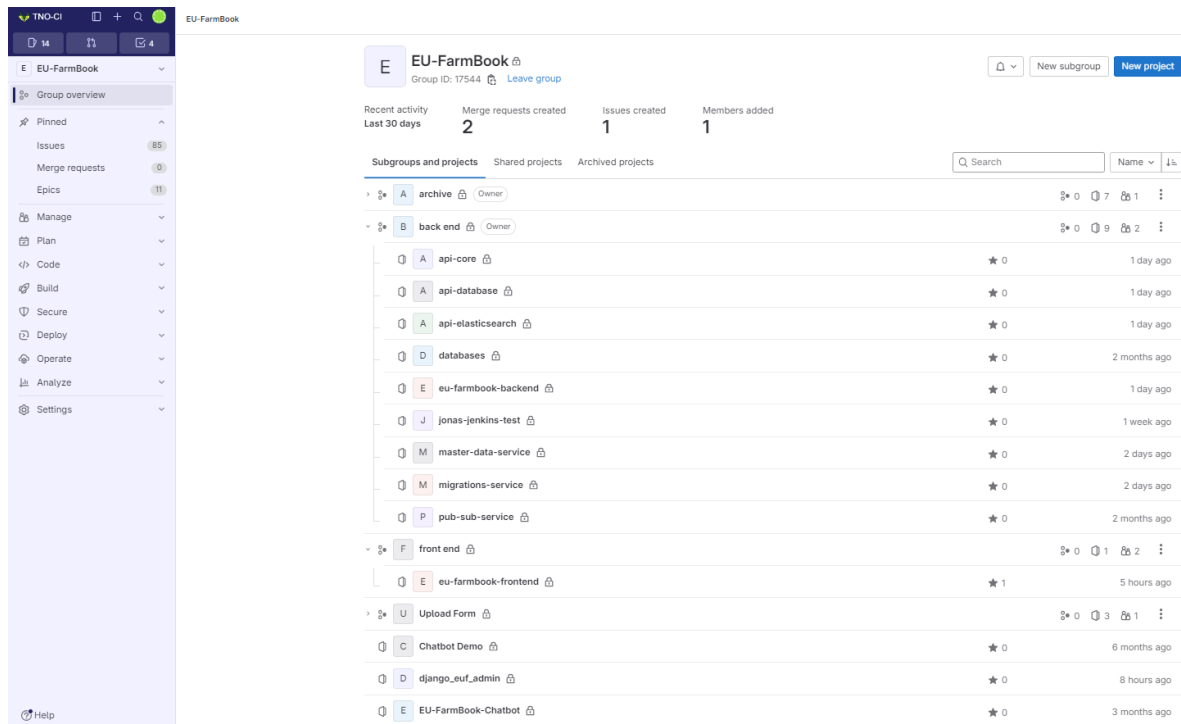 TNO-CI
EU-FarmBook
14
4
E EU-FarmBook
Group overview
Pinned
Issues 85
Merge requests 0
Epics 11
Manage
Plan
Code
Build
Secure
Deploy
Operate
Analyze
Settings
Help
E
EU-FarmBook
Group ID: 17544 Leave group
New subgroup
New project
Recent activity
Last 30 days
Merge requests created
2
Issues created
1
Members added
1
Subgroups and projects Shared projects Archived projects
Search
Name
A archive Owner 0 7 1
B back end Owner 0 9 2
A api-core 0 1 day ago
A api-database 0 1 day ago
A api-elasticsearch 0 1 day ago
D databases 0 2 months ago
E eu-farmbook-backend 0 1 day ago
J jonas-jenkins-test 0 1 week ago
M master-data-service 0 2 days ago
M migrations-service 0 2 days ago
P pub-sub-service 0 2 months ago
F front end 0 1 2
E eu-farmbook-frontend 1 5 hours ago
U Upload Form 0 3 1
C Chatbot Demo 0 6 months ago
D django_euf_admin 0 8 hours ago
E EU-FarmBook-Chatbot 0 3 months ago